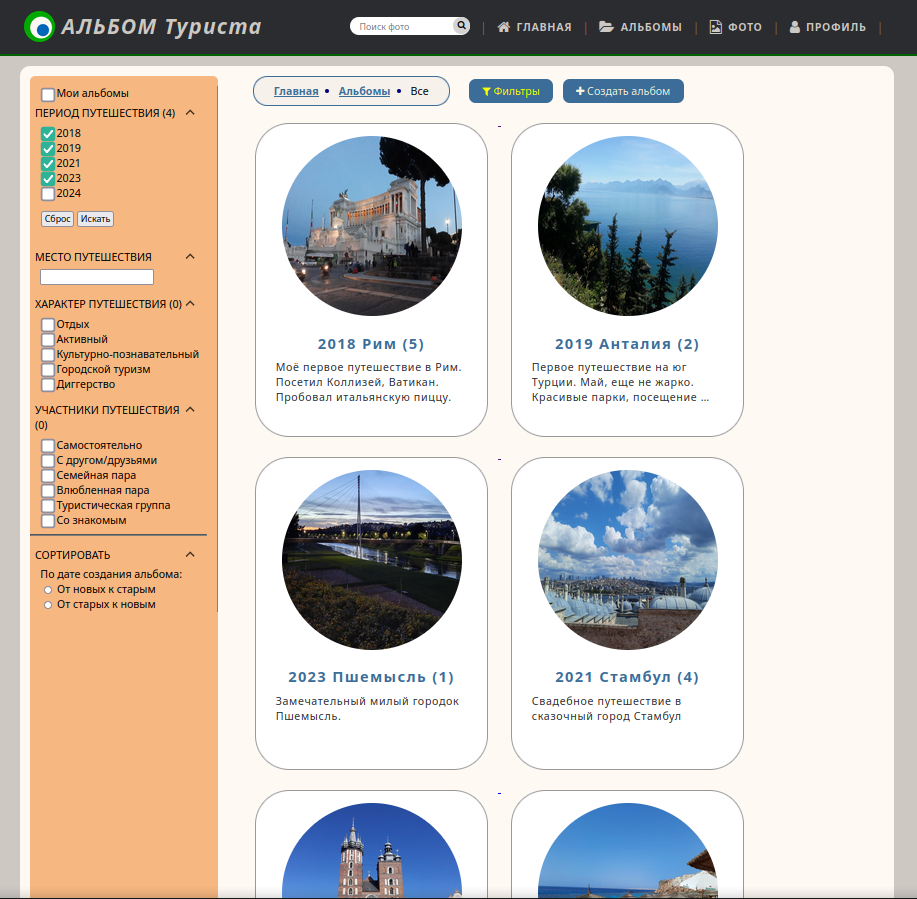 АЛЬБОМ Туриста
Поиск фото
ГЛАВНАЯ
АЛЬБОМЫ
ФОТО
ПРОФИЛЬ
Мои альбомы
ПЕРИОД ПУТЕШЕСТВИЯ (4)
2018
2019
2021
2023
2024
Сброс Искать
МЕСТО ПУТЕШЕСТВИЯ
ХАРАКТЕР ПУТЕШЕСТВИЯ (0)
Отдых
Активный
Культурно-познавательный
Городской туризм
Диггерство
УЧАСТНИКИ ПУТЕШЕСТВИЯ
(0)
Самостоятельно
С другом/друзьями
Семейная пара
Влюбленная пара
Туристическая группа
Со знакомым
СОРТИРОВАТЬ
По дате создания альбома:
От новых к старым
От старых к новым
Главная • Альбомы • Все
Фильтры
Создать альбом
2018 Рим (5)
Моё первое путешествие в Рим.
Посетил Коллизей, Ватикан.
Пробовал итальянскую пиццу.
-
2019 Анталия (2)
Первое путешествие на юг
Турции. Май, еще не жарко.
Красивые парки, посещение ...
2023 Пшемысль (1)
Замечательный милый городок
Пшемысль.
-
2021 Стамбул (4)
Свадебное путешествие в
сказочный город Стамбул
-